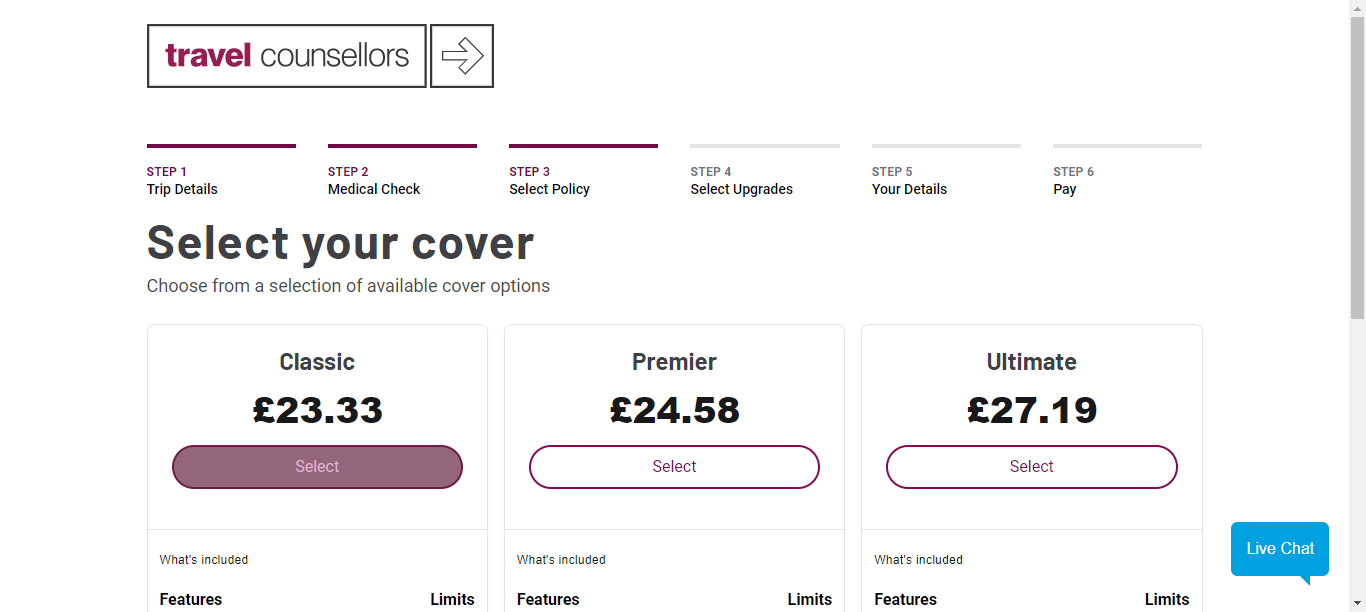 travel counsellors
STEP 1
Trip Details
STEP 2
Medical Check
STEP 3
Select Policy
STEP 4
Select Upgrades
STEP 5
Your Details
STEP 6
Pay
Select your cover
Choose from a selection of available cover options
Classic
£23.33
Select
What's included
Features Limits
Premier
£24.58
Select
What's included
Features Limits
Ultimate
£27.19
Select
What's included
Features Limits
Live Chat